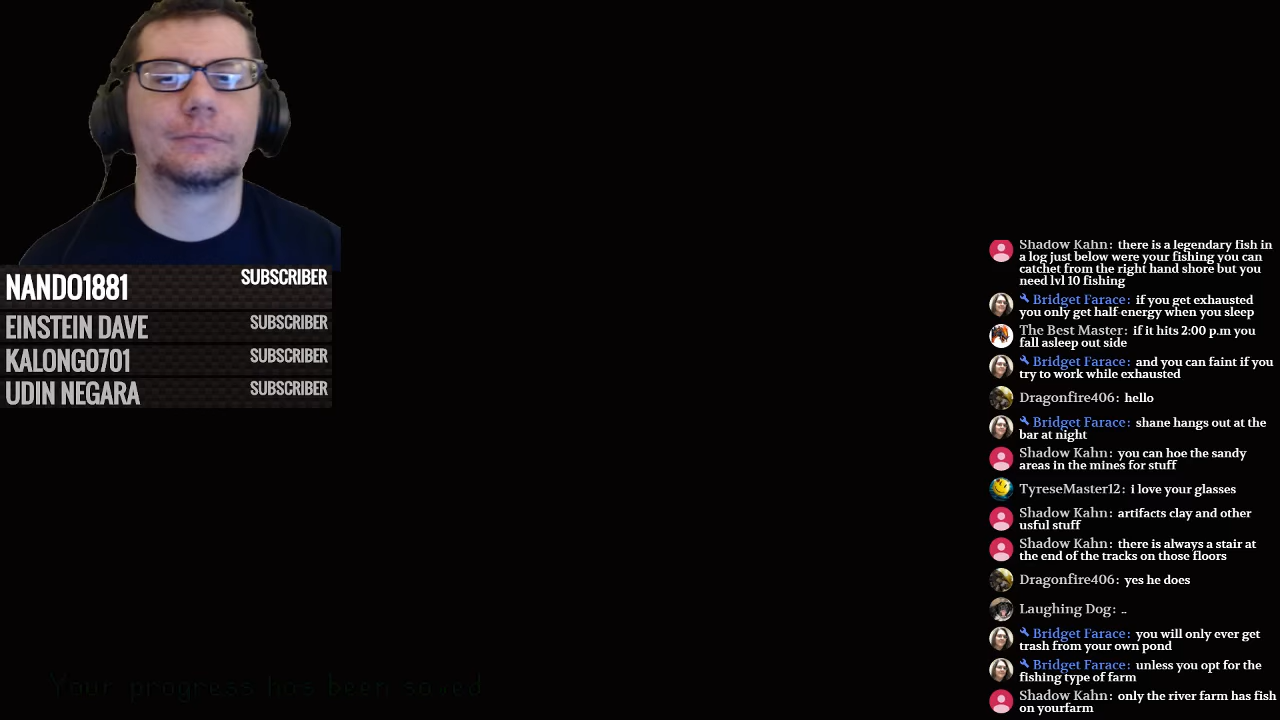 NANDO1881 SUBSCRIBER
EINSTEIN DAVE SUBSCRIBER
KALONGO701 SUBSCRIBER
UDIN NEGARA SUBSCRIBER
Shadow Kahn: there is a legendary fish in
a log just below were your fishing you can
catchet from the right hand shore but you
need lvl 10 fishing
Bridget Farace: if you get exhausted
you only get half energy when you sleep
The Best Master: if it hits 2:00 p.m you
fall asleep out side
Bridget Farace: and you can faint if you
try to work while exhausted
Dragonfire406: hello
Bridget Farace: shane hangs out at the
bar at night
Shadow Kahn: you can hoe the sandy
areas in the mines for stuff
TyreseMaster12: i love your glasses
Shadow Kahn: artifacts clay and other
usful stuff
Shadow Kahn: there is always a stair at
the end of the tracks on those floors
Dragonfire406: yes he does
Laughing Dog: ..
Bridget Farace: you will only ever get
trash from your own pond
Bridget Farace: unless you opt for the
fishing type of farm
Shadow Kahn: only the river farm has fish
on yourfarm
Your progress has been saved